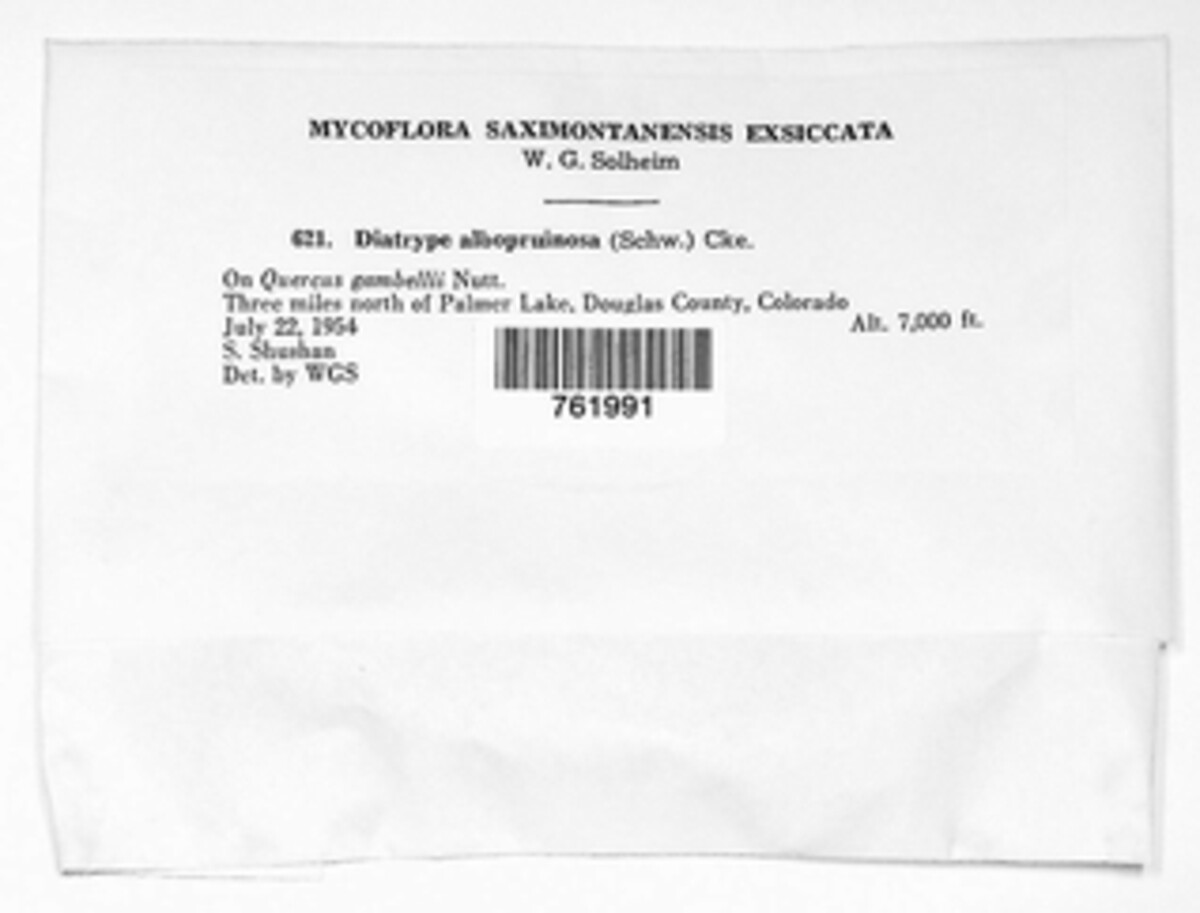 MYCOFLORA SAXIMONTANENSIS EXSICCATA
W. G. Solheim
621. Diatrype albopruinosa (Schw.) Cke.
On Quercus gambellii Nutt.
Three miles north of Palmer Lake, Douglas County, Colorado
Alt. 7,000 ft.
July 22, 1954
S. Shushan
Det. by WGS
761991